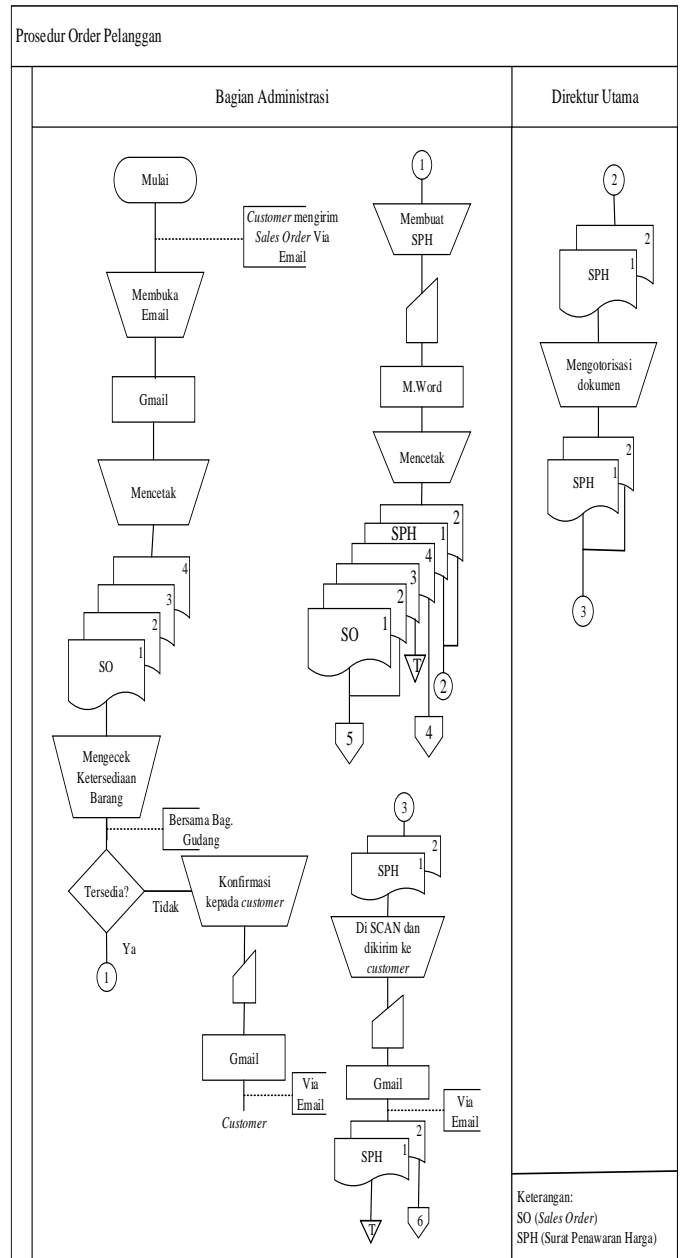 Prosedur Order Pelanggan
Bagian Administrasi
Direktur Utama
Mulai
Customer mengirim
Sales Order Via
Email
Membuka
Email
Gmail
Mencetak
4
3
2
1
SO
Mengecek
Ketersediaan
Barang
Bersama Bag.
Gudang
Tersedia?
Tidak
Ya
1
Konfirmasi
kepada customer
Gmail
Via
Email
Customer
1
Membuat
SPH
M.Word
Mencetak
2
SPH
1
4
3
2
1
SO
T
2
5
4
3
2
1
SPH
Di SCAN dan
dikirim ke
customer
Gmail
Via
Email
2
1
SPH
T
6
2
2
1
SPH
Mengotorisasi
dokumen
2
1
SPH
3
Keterangan:
SO (Sales Order)
SPH (Surat Penawaran Harga)